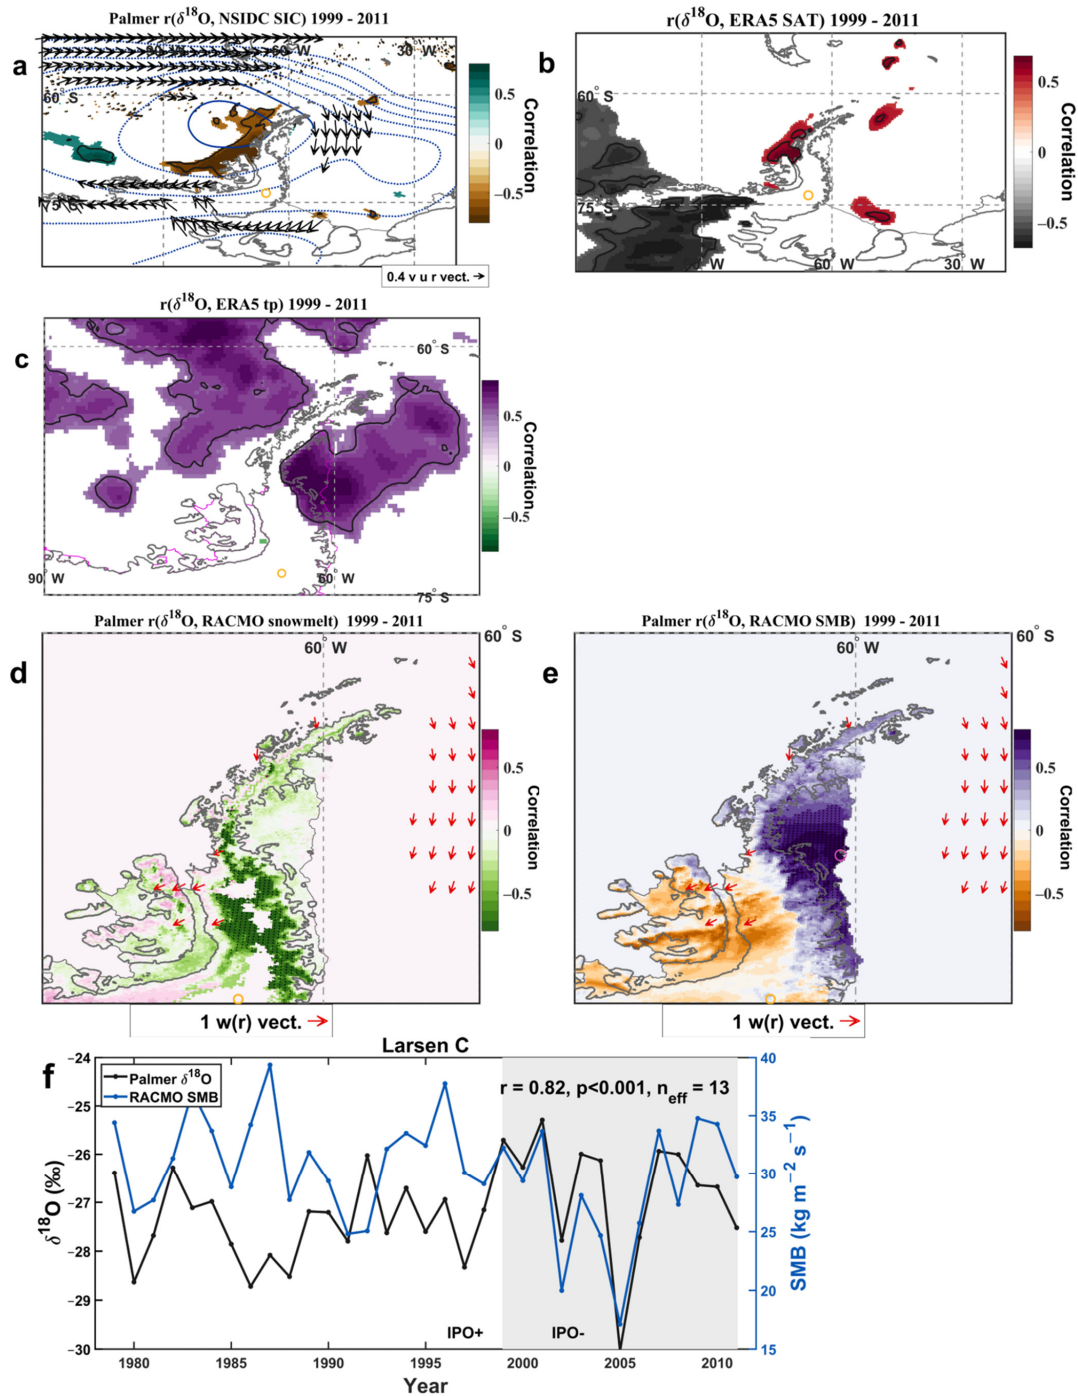 Palmer r(δ¹⁸O, NSIDC SIC) 1999 - 2011
a
60° W
30° W
60° S
75° S
0.5
0
−0.5
Correlation
0.4 v u r vect.
r(δ¹⁸O, ERA5 SAT) 1999 - 2011
b
60° S
75° S
W
60° W
30° W
0.5
0
−0.5
Correlation
r(δ¹⁸O, ERA5 tp) 1999 - 2011
c
60° S
90° W
60° W
75° S
0.5
0
−0.5
Correlation
Palmer r(δ¹⁸O, RACMO snowmelt) 1999 - 2011
d
60° S
60° W
0.5
0
−0.5
Correlation
1 w(r) vect.
Palmer r(δ¹⁸O, RACMO SMB) 1999 - 2011
e
60° S
60° W
0.5
0
−0.5
Correlation
1 w(r) vect.
f
Larsen C
Palmer δ¹⁸O
RACMO SMB
r = 0.82, p<0.001, n_eff = 13
−24
−25
−26
−27
−28
−29
−30
δ¹⁸O (‰)
40
35
30
25
20
15
SMB (kg m⁻² s⁻¹)
IPO+
IPO-
1980
1985
1990
1995
2000
2005
2010
Year